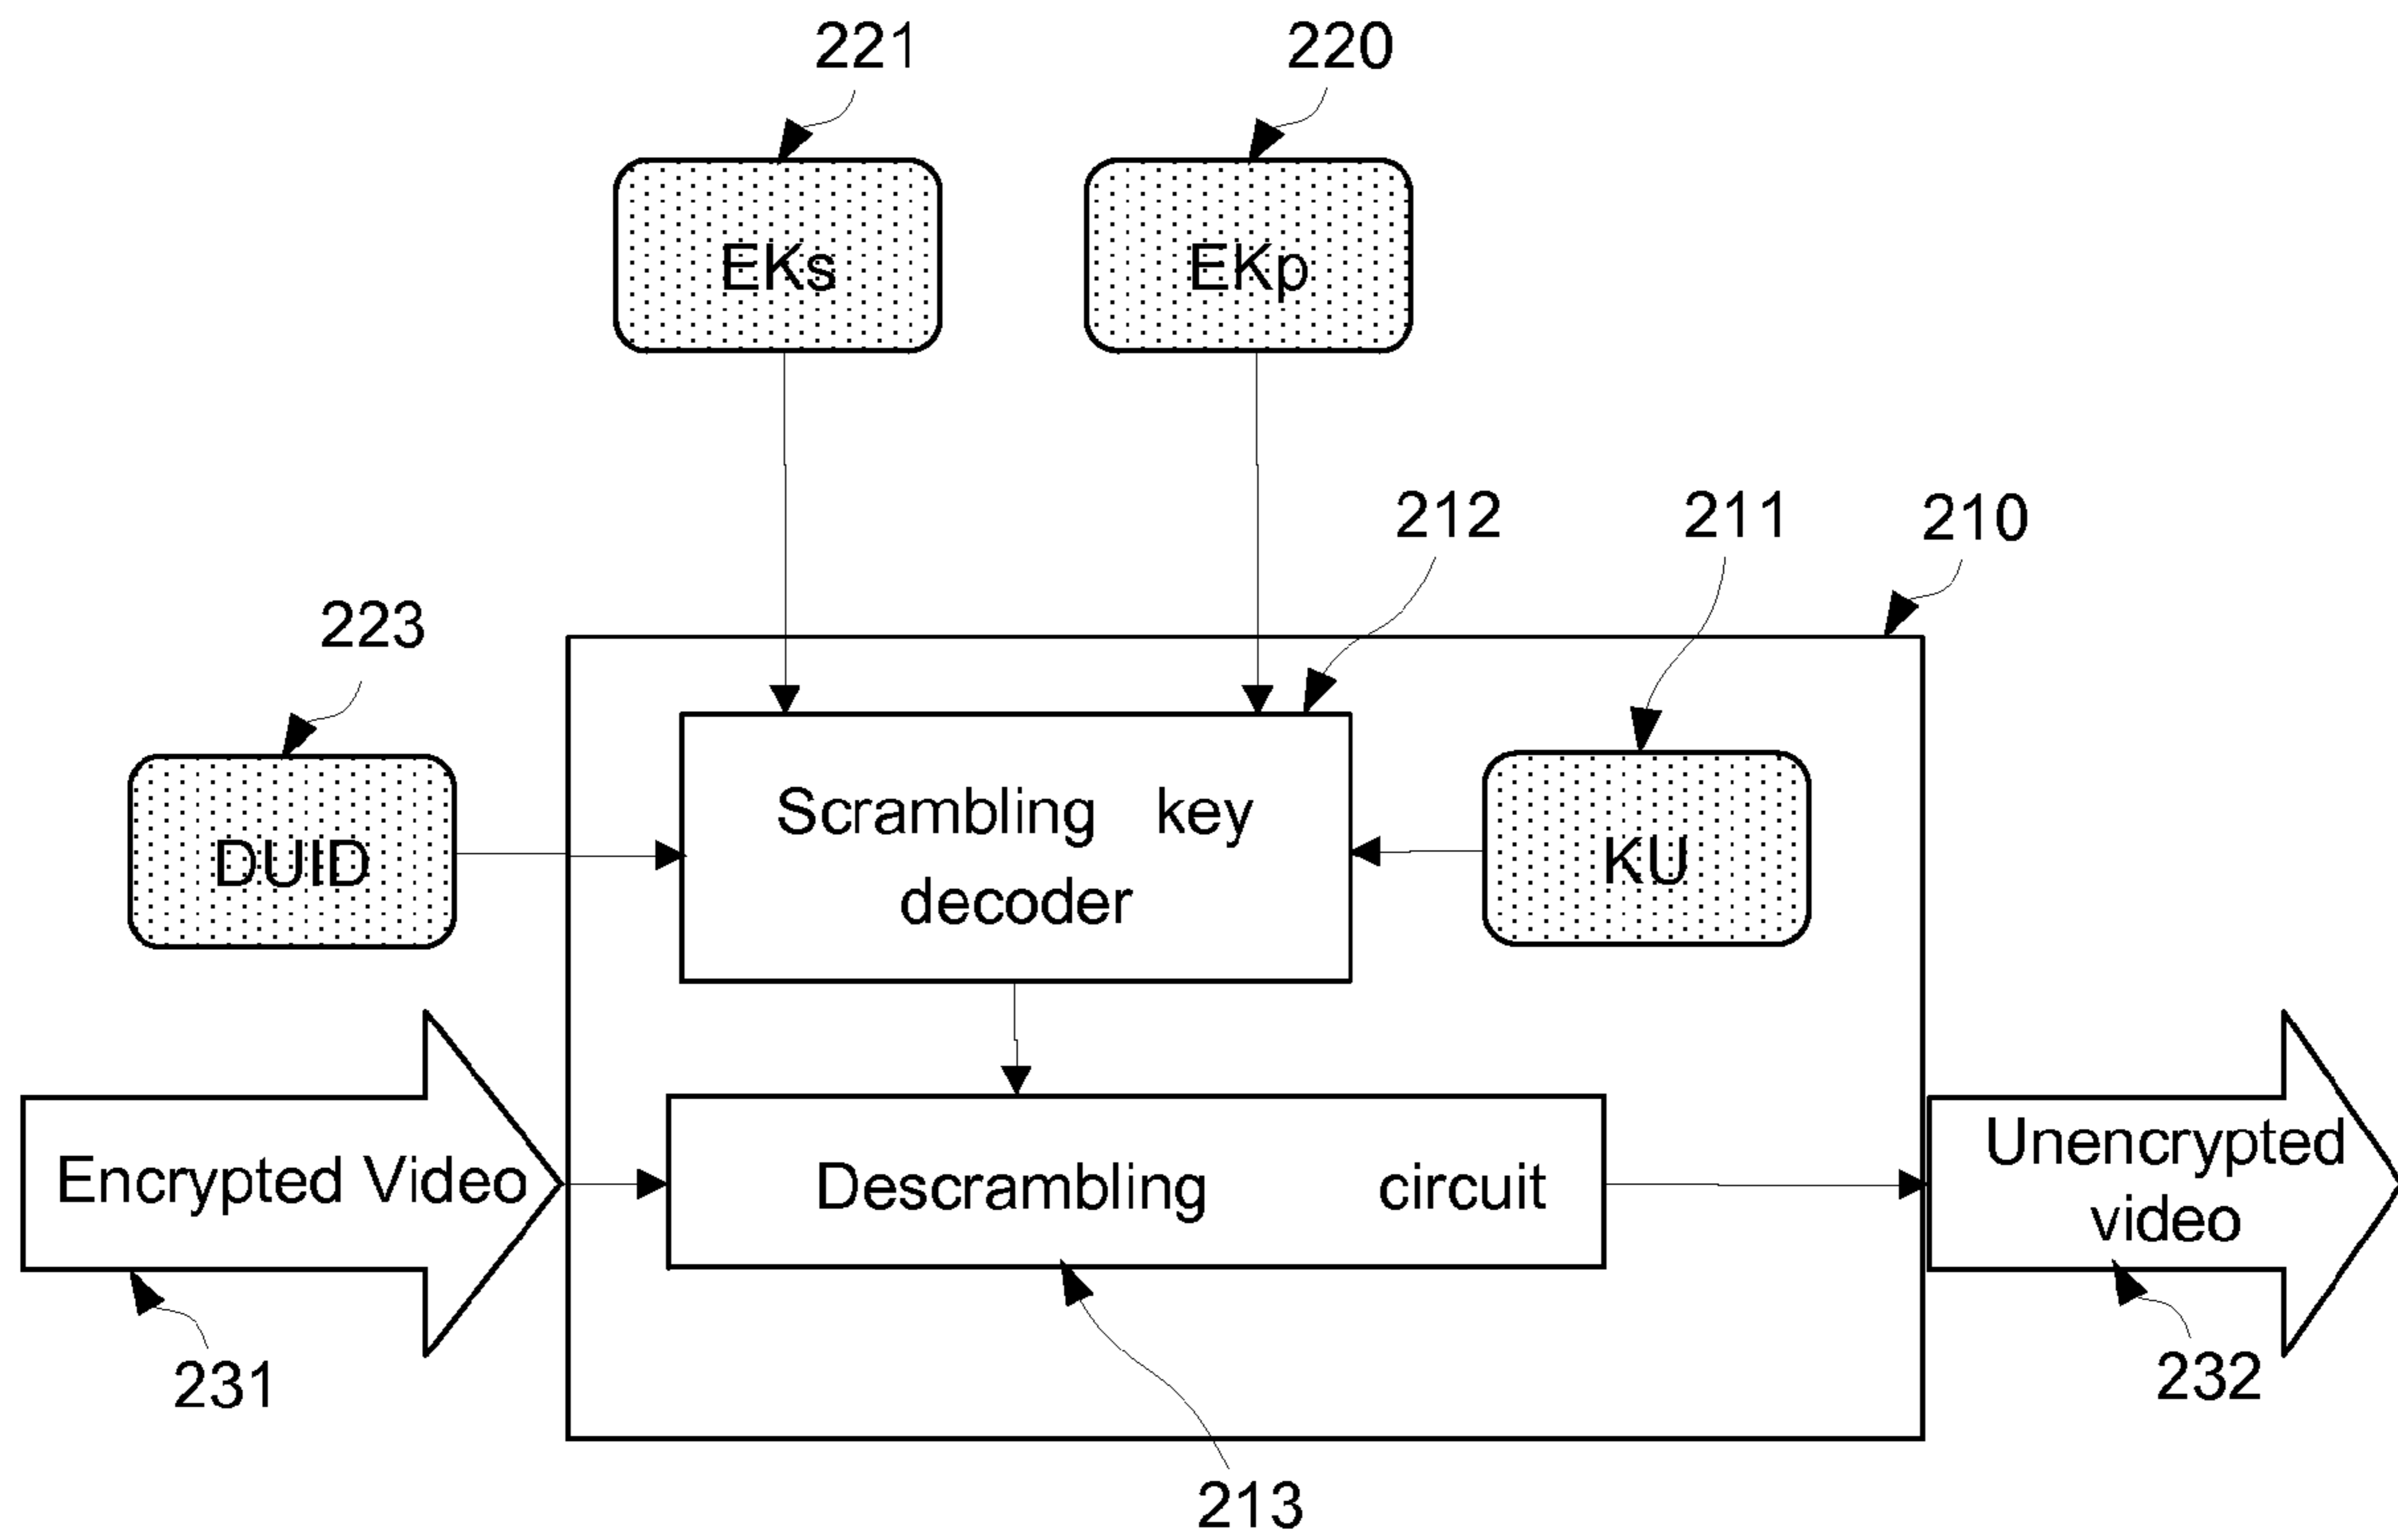 221
220
EKs
EKp
212
211
210
223
Scrambling key
decoder
DUID
KU
Encrypted Video
Descrambling circuit
Unencrypted
video
231
232
213